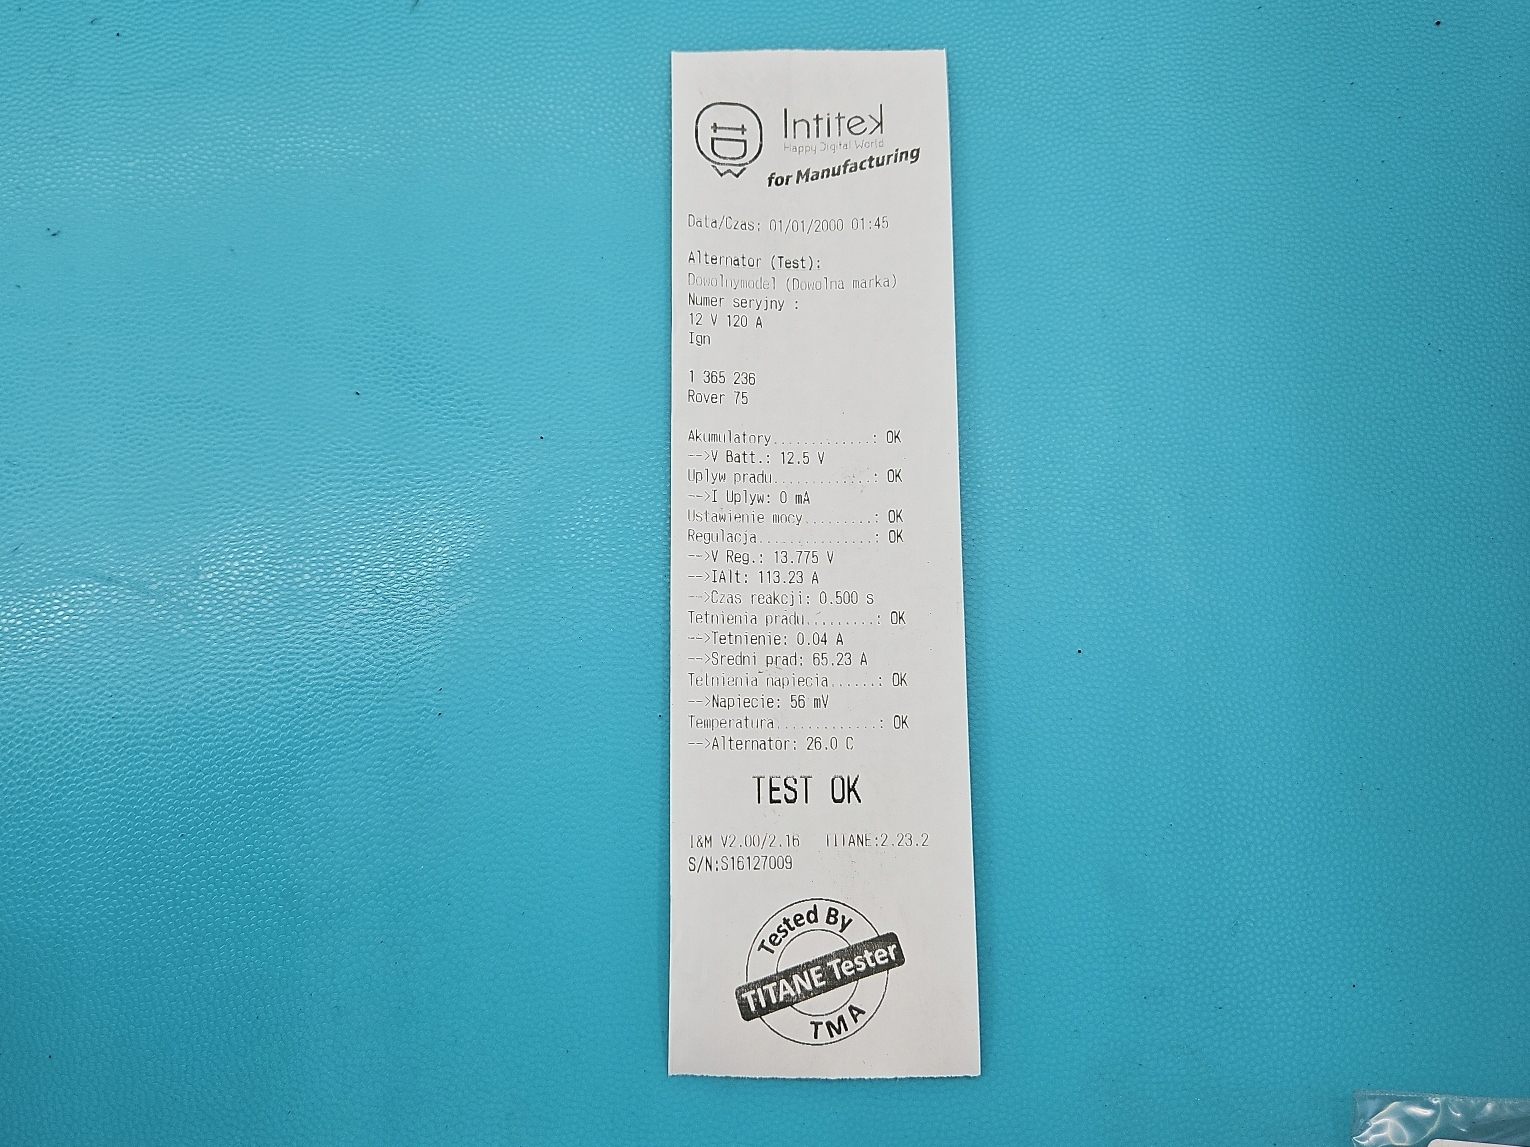 Intitek
Happy Digital World
for Manufacturing
Data/Czas: 01/01/2000 01:45
Alternator (Test):
Dowolnymodel (Dowolna marka)
Numer seryjny :
12 V 120 A
Ign
1 365 236
Rover 75
Akumulatory.............: OK
-->V Batt.: 12.5 V
Uplyw pradu.............: OK
-->I Uplyw: 0 mA
Ustawienie mocy.........: OK
Regulacja...............: OK
-->V Reg.: 13.775 V
-->IAlt: 113.23 A
-->Czas reakcji: 0.500 s
Tetnienia pradu.........: OK
-->Tetnienie: 0.04 A
-->Sredni prad: 65.23 A
Tetnienia napiecia......: OK
-->Napiecie: 56 mV
Temperatura.............: OK
-->Alternator: 26.0 C
TEST OK
I&M V2.00/2.16 TITANE:2.23.2
S/N:S16127009
Tested By
TITANE Tester
TMA